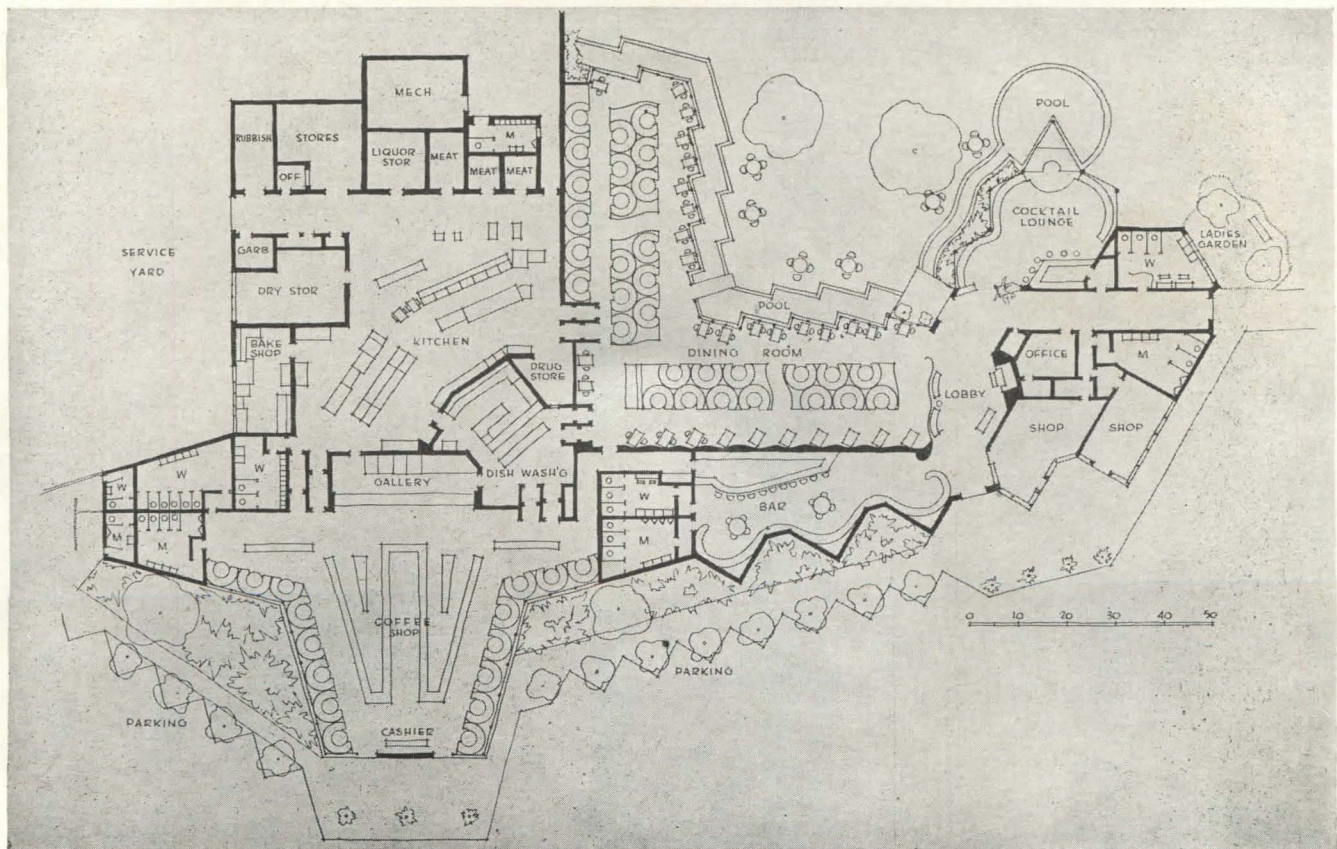 MECH.
POOL
RUBBISH
STORES
M
LIQUOR
STOR
MEAT
MEAT
MEAT
OFF
COCKTAIL
LOUNGE
LADIES
GARDEN
W
SERVICE
YARD
GARB
DRY STOR
POOL
BAKE
SHOP
KITCHEN
DRUG
STORE
DINING ROOM
OFFICE
M
LOBBY
SHOP
SHOP
W
W
W
GALLERY
DISH WASH'G
W
BAR
M
M
M
0 10 20 30 40 50
COFFEE
SHOP
PARKING
PARKING
CASHIER